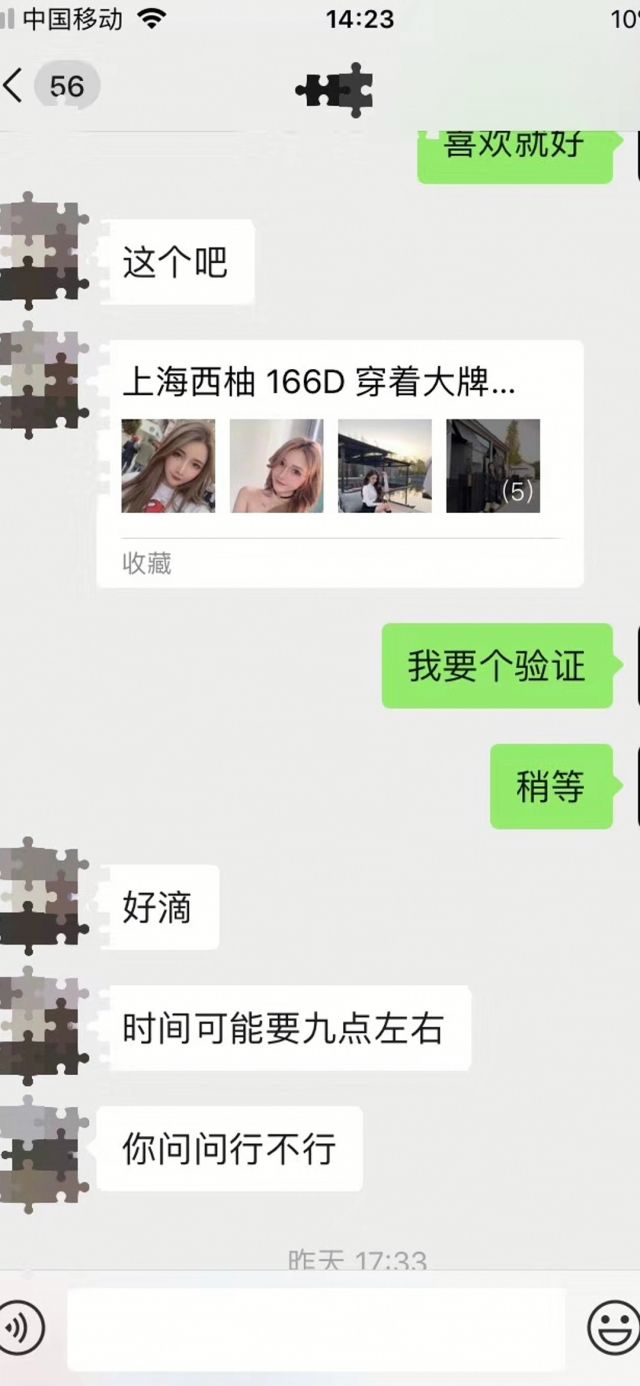 中国移动
14:23
10
56
喜欢就好
这个吧
上海西柚 166D 穿着大牌...
(5)
收藏
我要个验证
稍等
好滴
时间可能要九点左右
你问问行不行
昨天 17:33